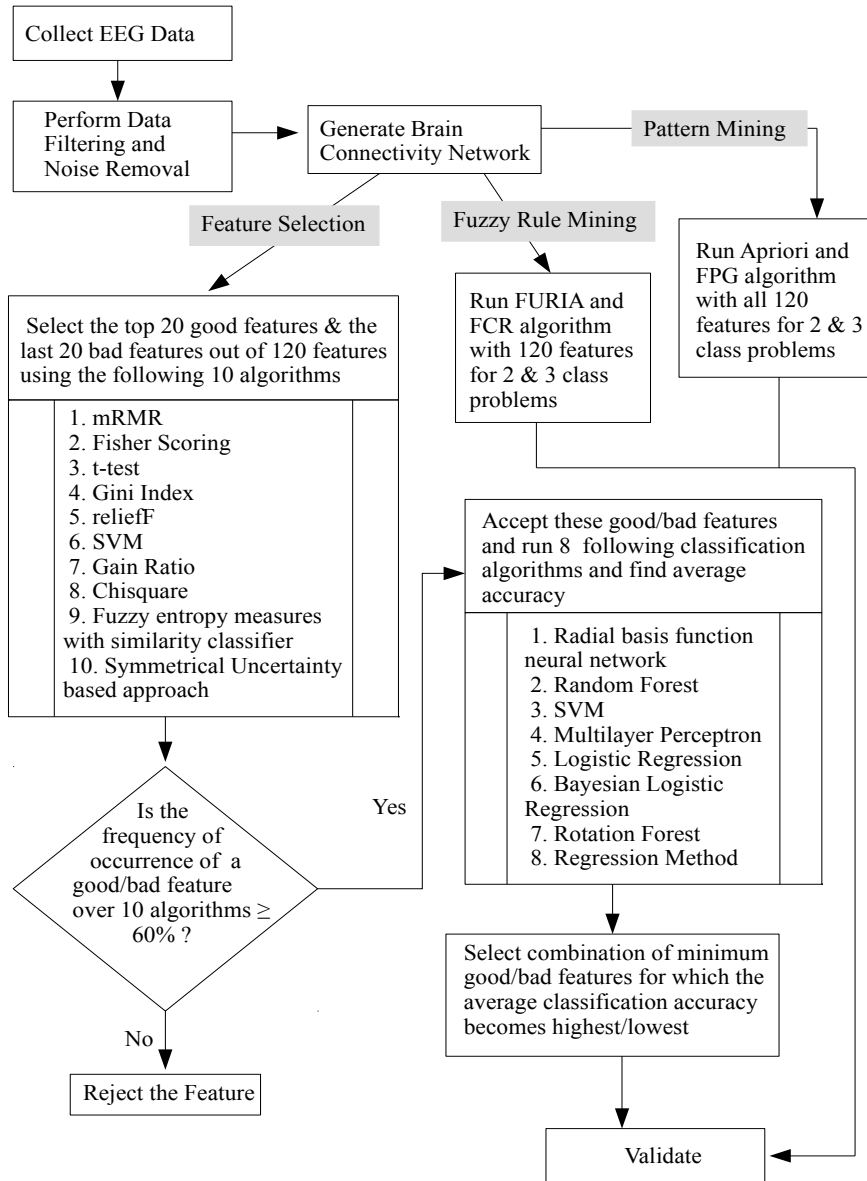 Collect EEG Data
Perform Data
Filtering and
Noise Removal
Generate Brain
Connectivity Network
Pattern Mining
Feature Selection
Fuzzy Rule Mining
Run Apriori and
FPG algorithm
with all 120
features for 2 & 3
class problems
Run FURIA and
FCR algorithm
with 120 features
for 2 & 3 class
problems
Select the top 20 good features & the
last 20 bad features out of 120 features
using the following 10 algorithms
1. mRMR
2. Fisher Scoring
3. t-test
4. Gini Index
5. reliefF
6. SVM
7. Gain Ratio
8. Chisquare
9. Fuzzy entropy measures
with similarity classifier
10. Symmetrical Uncertainty
based approach
Is the
frequency of
occurrence of a
good/bad feature
over 10 algorithms ≥
60% ?
Yes
No
Reject the Feature
Accept these good/bad features
and run 8 following classification
algorithms and find average
accuracy
1. Radial basis function
neural network
2. Random Forest
3. SVM
4. Multilayer Perceptron
5. Logistic Regression
6. Bayesian Logistic
Regression
7. Rotation Forest
8. Regression Method
Select combination of minimum
good/bad features for which the
average classification accuracy
becomes highest/lowest
Validate